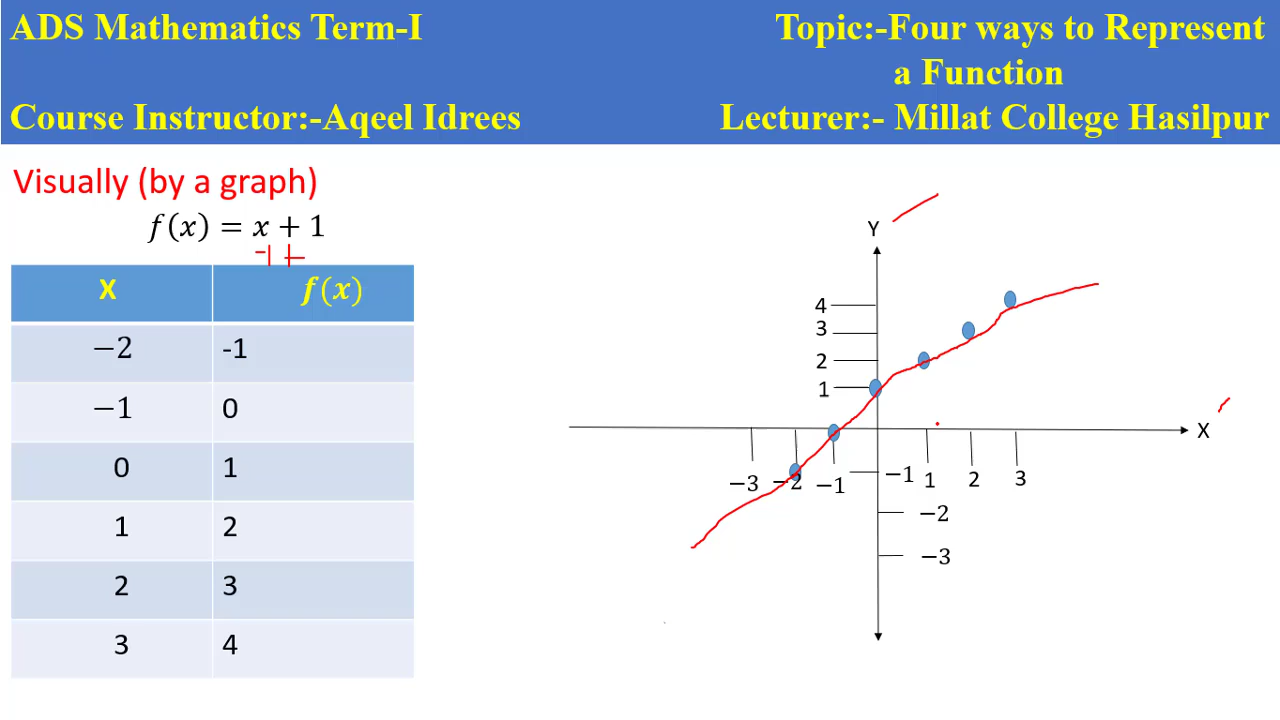 ADS Mathematics Term-I
Topic:-Four ways to Represent
a Function
Course Instructor:-Aqeel Idrees
Lecturer:- Millat College Hasilpur
Visually (by a graph)
f(x) = x + 1
-1 +
X f(x)
−2 -1
−1 0
0 1
1 2
2 3
3 4
Y
4
3
2
1
X
−3 −2 −1 −1 1 2 3
−2
−3